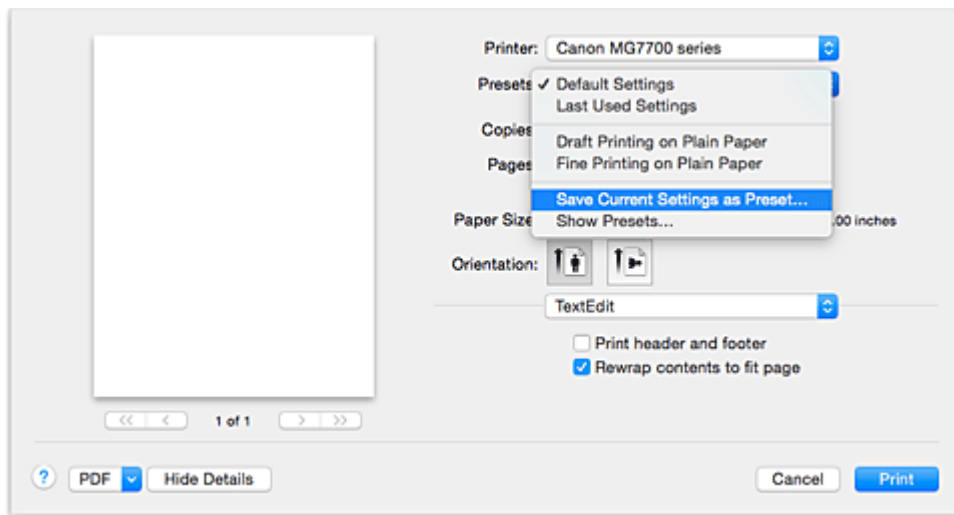 Printer: Canon MG7700 series
Presets ✓ Default Settings
Last Used Settings
Copies
Draft Printing on Plain Paper
Pages Fine Printing on Plain Paper
Save Current Settings as Preset...
Paper Size Show Presets... .00 inches
Orientation:
TextEdit
Print header and footer
Rewrap contents to fit page
<< < 1 of 1 > >>
? PDF Hide Details Cancel Print